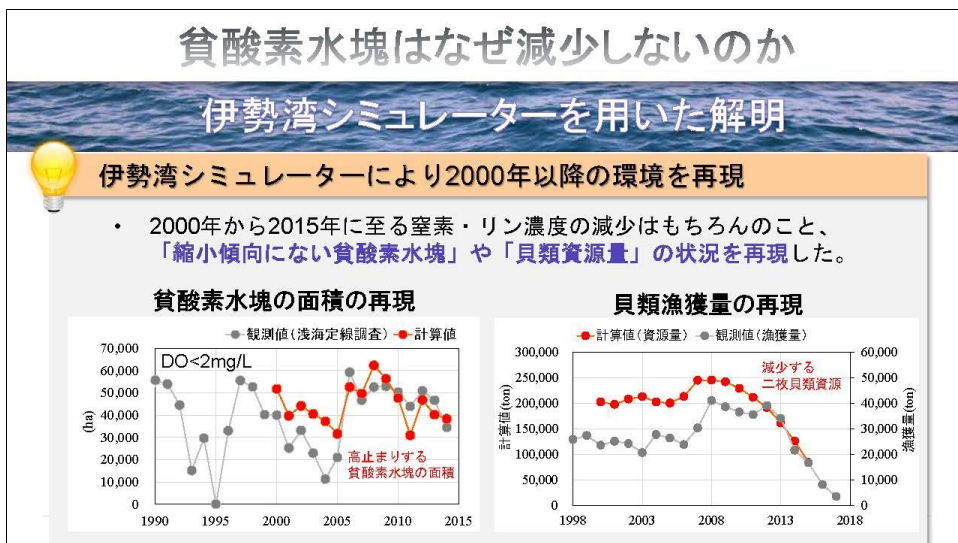 貧酸素水塊はなぜ減少しないのか
伊勢湾シミュレーターを用いた解明
伊勢湾シミュレーターにより2000年以降の環境を再現
• 2000年から2015年に至る窒素・リン濃度の減少はもちろんのこと、
「縮小傾向にない貧酸素水塊」や「貝類資源量」の状況を再現した。
貧酸素水塊の面積の再現
観測値(浅海定線調査) 計算値
DO<2mg/L
70,000
60,000
50,000
40,000
30,000
20,000
10,000
0
(ha)
高止まりする
貧酸素水塊の面積
1990 1995 2000 2005 2010 2015
貝類漁獲量の再現
計算値(資源量) 観測値(漁獲量)
300,000
250,000
200,000
150,000
100,000
50,000
0
計算値(ton)
減少する
二枚貝類資源
60,000
50,000
40,000
30,000
20,000
10,000
0
漁獲量(ton)
1998 2003 2008 2013 2018